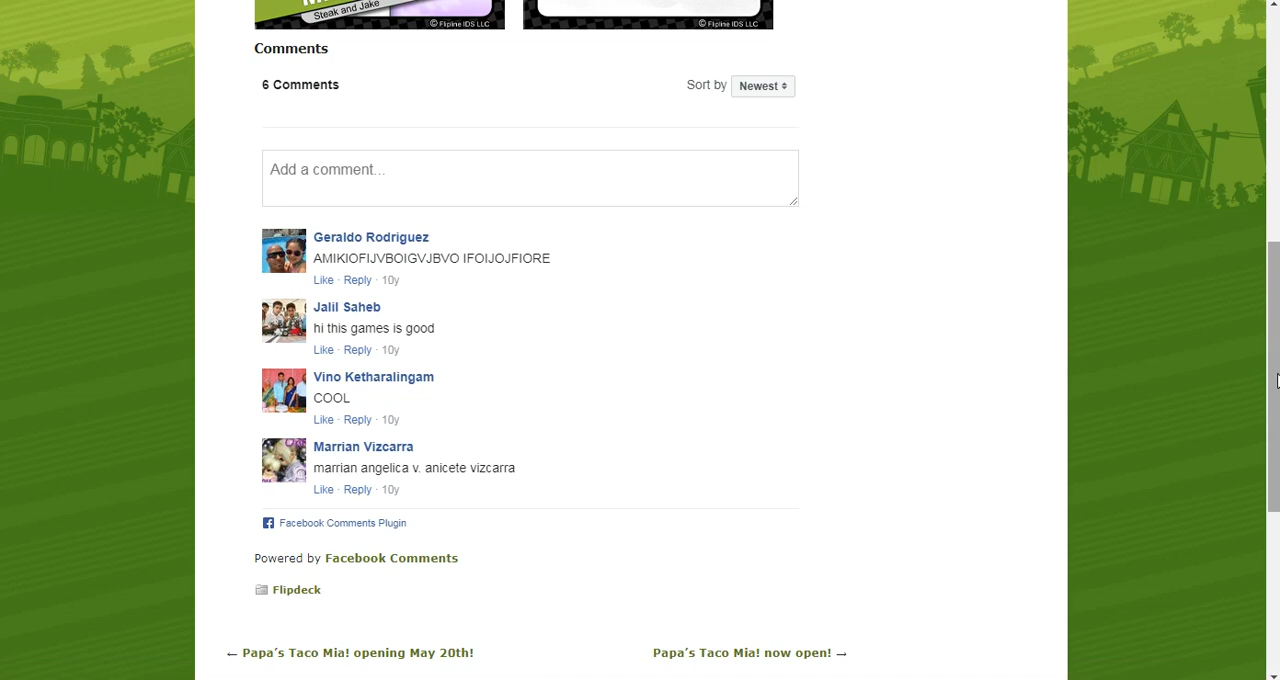 Steak and Jake
© Flipline IDS LLC
© Flipline IDS LLC
Comments
6 Comments
Sort by Newest
Add a comment...
Geraldo Rodriguez
AMIKIOFIJVBOIGVJBVO IFOIJOJFIORE
Like · Reply · 10y
Jalil Saheb
hi this games is good
Like · Reply · 10y
Vino Ketharalingam
COOL
Like · Reply · 10y
Marrian Vizcarra
marrian angelica v. anicete vizcarra
Like · Reply · 10y
Facebook Comments Plugin
Powered by Facebook Comments
Flipdeck
← Papa's Taco Mia! opening May 20th!
Papa's Taco Mia! now open! →